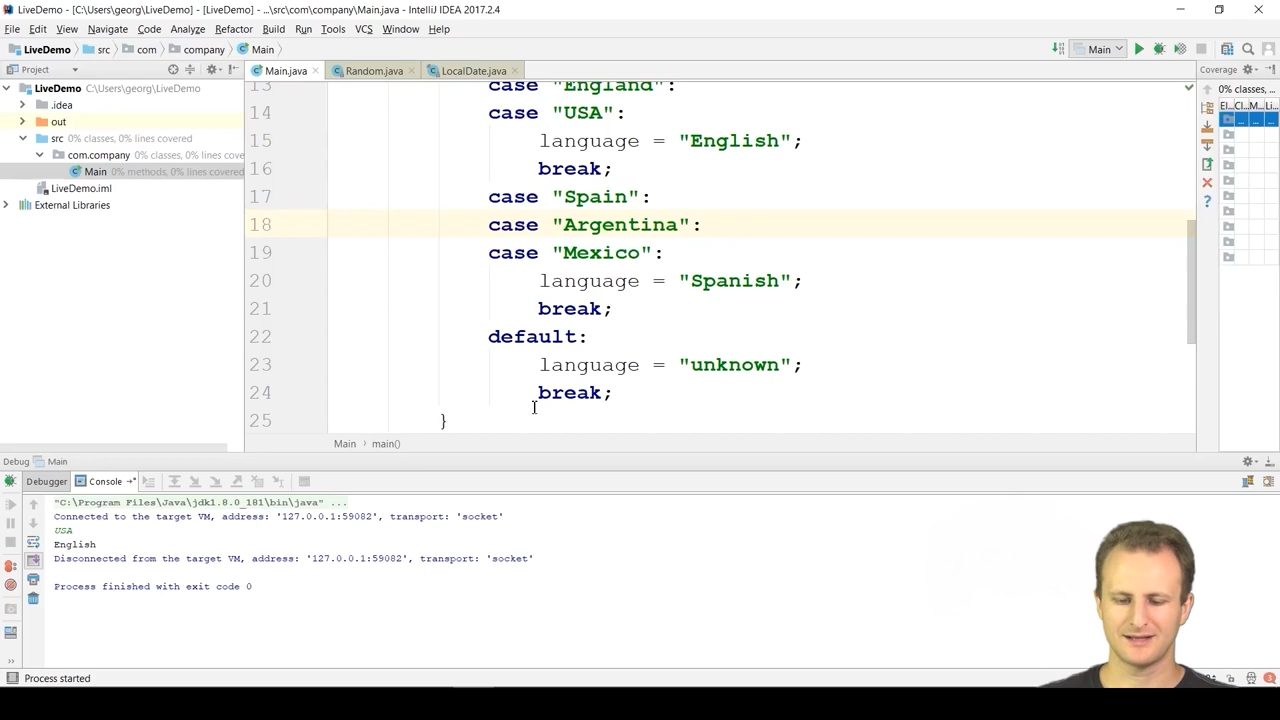 LiveDemo - [C:\Users\georg\LiveDemo] - [LiveDemo] - ...\src\com\company\Main.java - IntelliJ IDEA 2017.2.4
File Edit View Navigate Code Analyze Refactor Build Run Tools VCS Window Help
LiveDemo src com company Main Main
Project Main.java Random.java LocalDate.java Coverage
LiveDemo C:\Users\georg\LiveDemo
.idea
out
src 0% classes, 0% lines covered
com.company 0% classes, 0% lines cove
Main 0% methods, 0% lines covered
LiveDemo.iml
External Libraries
13 case "England":
14 case "USA":
15 language = "English";
16 break;
17 case "Spain":
18 case "Argentina":
19 case "Mexico":
20 language = "Spanish";
21 break;
22 default:
23 language = "unknown";
24 break;
25 }
Main main()
0% classes, ...
El... Cl... M... Li...
Debug Main
Debugger Console
"C:\Program Files\Java\jdk1.8.0_181\bin\java" ...
Connected to the target VM, address: '127.0.0.1:59082', transport: 'socket'
USA
English
Disconnected from the target VM, address: '127.0.0.1:59082', transport: 'socket'
Process finished with exit code 0
Process started